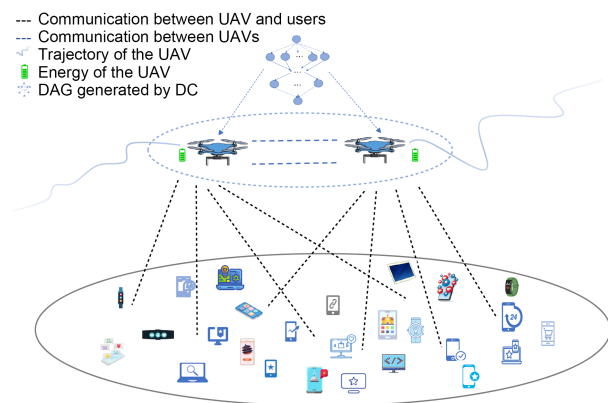 Communication between UAV and users
Communication between UAVs
Trajectory of the UAV
Energy of the UAV
DAG generated by DC
...
...
...
24
</>